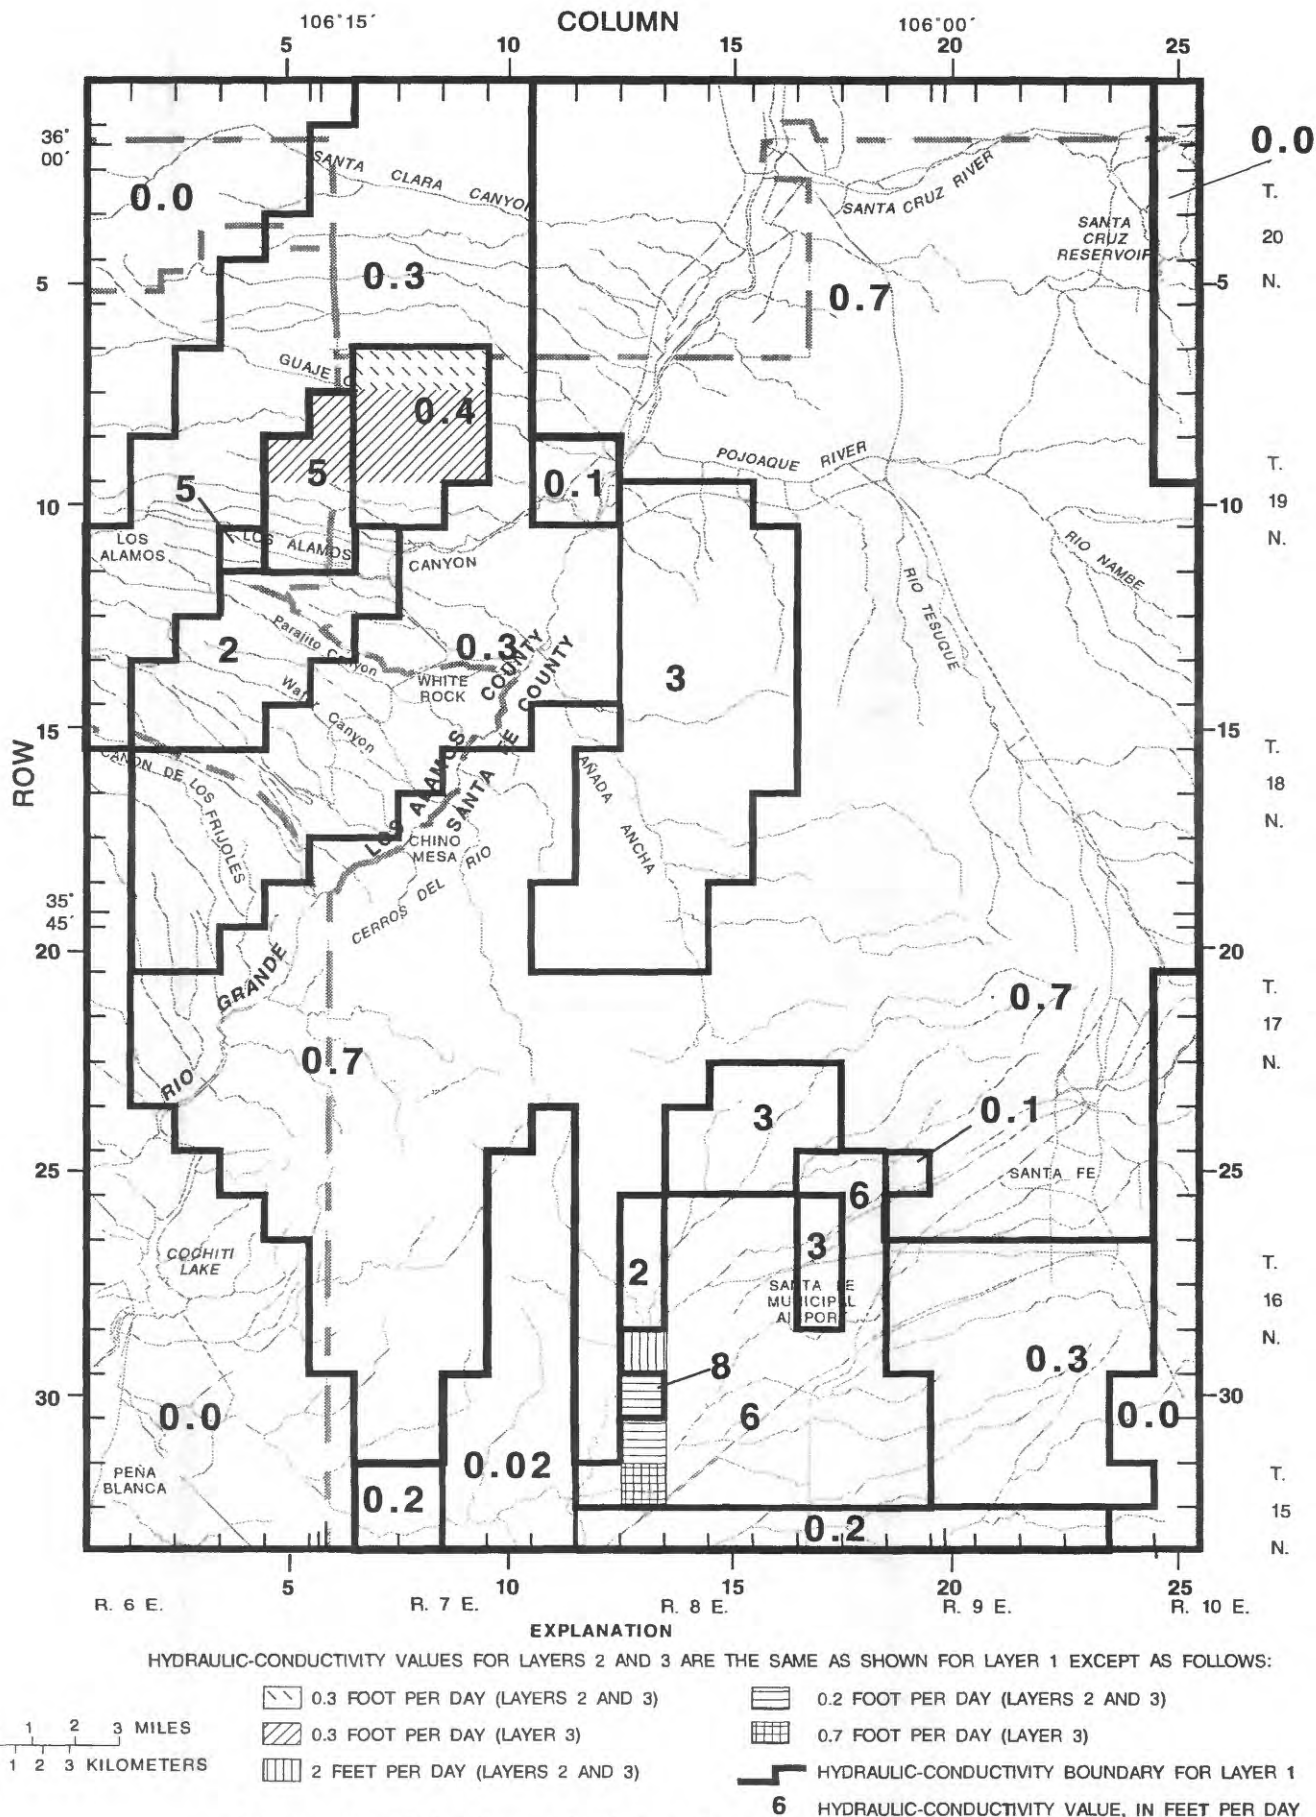 COLUMN
106°15′
106°00′
5
10
15
20
25
36°
00′
0.0
T.
20
N.
SANTA CLARA CANYON
SANTA CRUZ RIVER
SANTA
CRUZ
RESERVOIR
0.0
5
0.3
0.7
5
GUAJE C
0.4
5
5
0.1
POJOAQUE RIVER
T.
19
N.
10
10
LOS
ALAMOS
LOS ALAMOS
CANYON
RIO NAMBE
RIO TESUQUE
2
Parajito Canyon
0.3
WHITE
ROCK
COUNTY
COUNTY
3
Canyon
15
15
ROW
T.
18
N.
CANON DE LOS FRIJOLES
LOS ALAMOS
SANTA FE
AÑADA ANCHA
CHINO
MESA
CERROS DEL RIO
35°
45′
20
20
RIO GRANDE
0.7
0.7
T.
17
N.
3
0.1
25
25
SANTA FE
6
COCHITI
LAKE
2
3
SANTA FE
MUNICIPAL
AIRPORT
T.
16
N.
8
0.3
30
30
0.0
6
0.0
PEÑA
BLANCA
0.2
0.02
0.2
T.
15
N.
5
10
15
20
25
R. 6 E.
R. 7 E.
R. 8 E.
R. 9 E.
R. 10 E.
EXPLANATION
HYDRAULIC-CONDUCTIVITY VALUES FOR LAYERS 2 AND 3 ARE THE SAME AS SHOWN FOR LAYER 1 EXCEPT AS FOLLOWS:
0.3 FOOT PER DAY (LAYERS 2 AND 3)
0.2 FOOT PER DAY (LAYERS 2 AND 3)
1 2 3 MILES
0.3 FOOT PER DAY (LAYER 3)
0.7 FOOT PER DAY (LAYER 3)
1 2 3 KILOMETERS
2 FEET PER DAY (LAYERS 2 AND 3)
HYDRAULIC-CONDUCTIVITY BOUNDARY FOR LAYER 1
6 HYDRAULIC-CONDUCTIVITY VALUE, IN FEET PER DAY